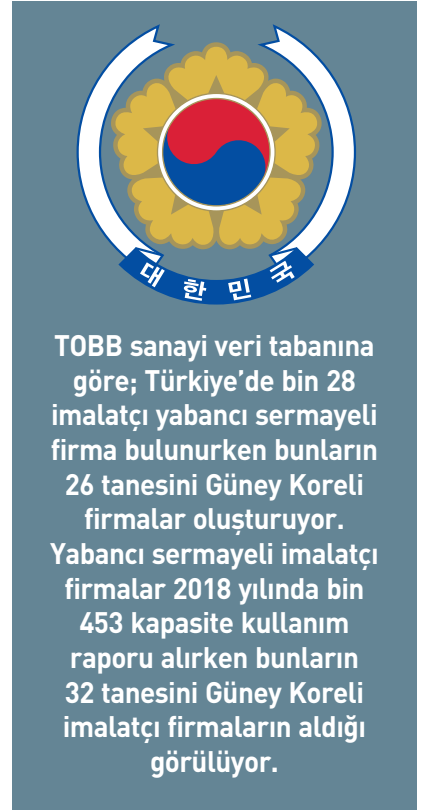 대한민국
TOBB sanayi veri tabanına
göre; Türkiye’de bin 28
imalatçı yabancı sermayeli
firma bulunurken bunların
26 tanesini Güney Koreli
firmalar oluşturuyor.
Yabancı sermayeli imalatçı
firmalar 2018 yılında bin
453 kapasite kullanım
raporu alırken bunların
32 tanesini Güney Koreli
imalatçı firmaların aldığı
görülüyor.